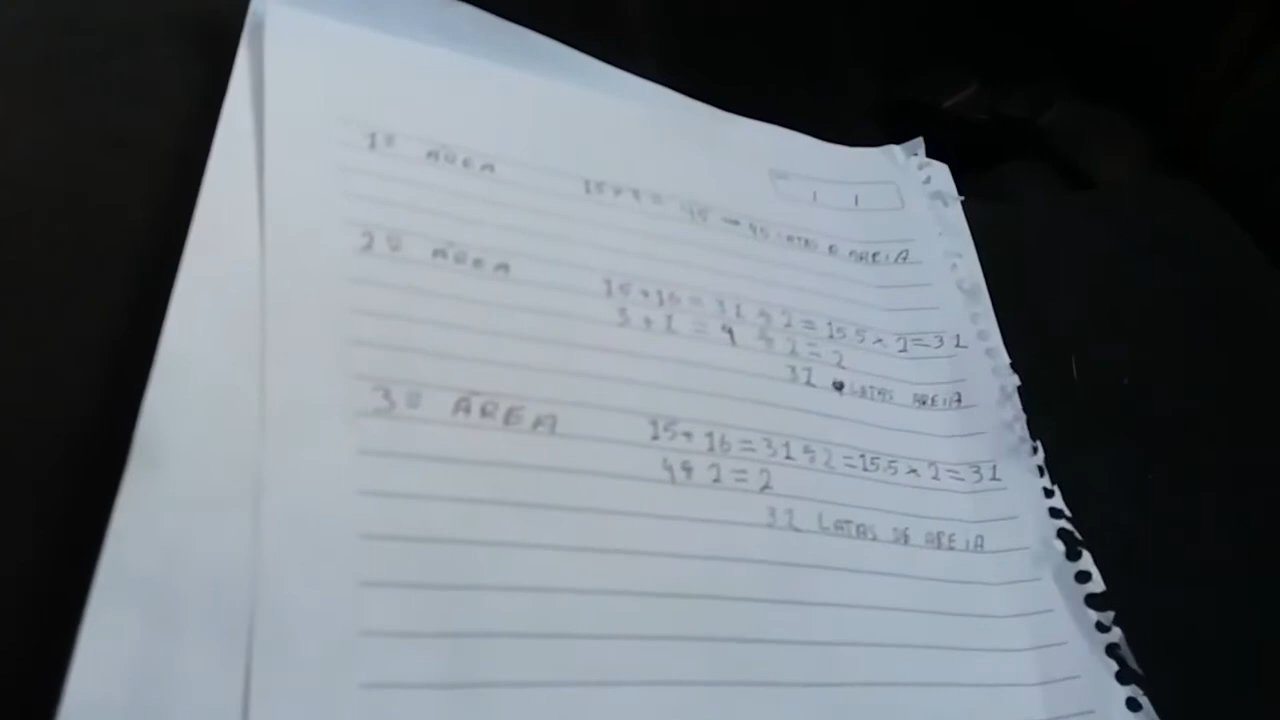 1ª ÁREA 15×3= 45 → 45 LATAS D AREIA
2ª ÁREA 15+16=31÷2=15.5×2=31
3+1=4÷2=2
31 LATAS AREIA
3ª ÁREA 15+16=31÷2=15.5×2=31
4÷2=2
31 LATAS DE AREIA